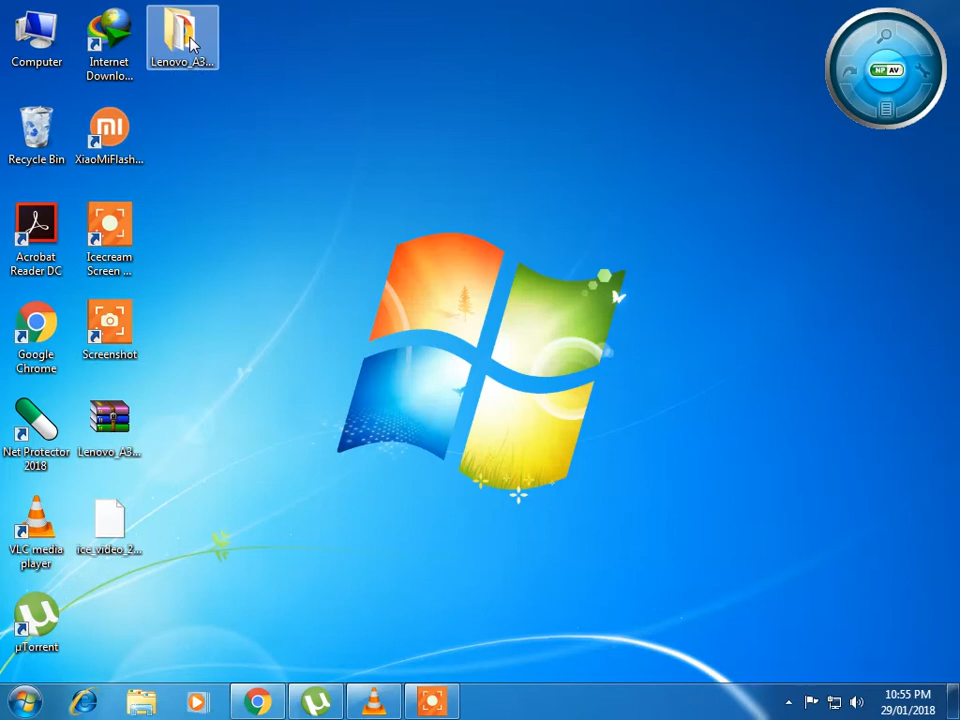 Computer
Internet
Downlo...
Lenovo_A3...
NP AV
Recycle Bin
XiaoMiFlash...
Acrobat
Reader DC
Icecream
Screen ...
Google
Chrome
Screenshot
Net Protector
2018
Lenovo_A3...
VLC media
player
ice_video_2...
µTorrent
10:55 PM
29/01/2018